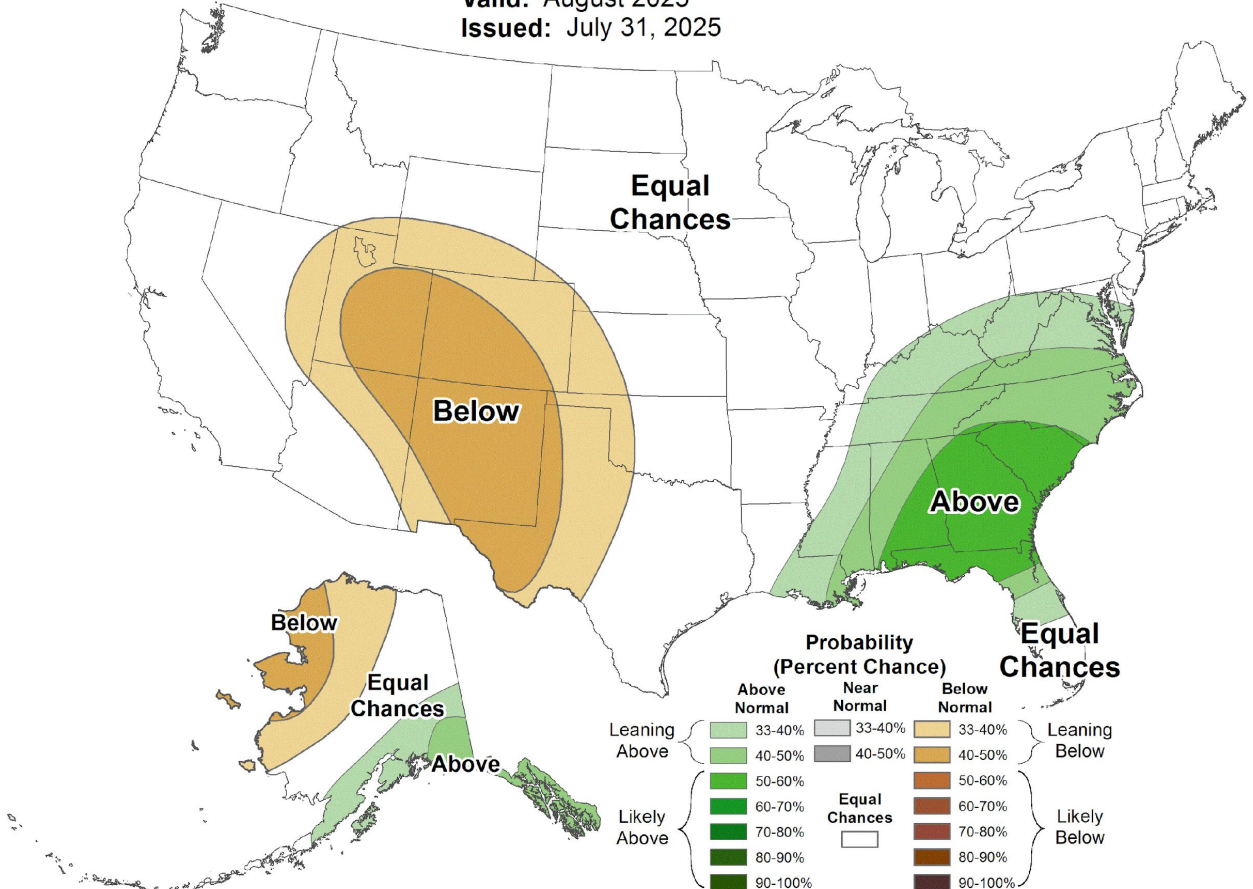 Valid: August 2025
Issued: July 31, 2025
Equal
Chances
Below
Above
Below
Equal
Chances
Above
Equal
Chances
Probability
(Percent Chance)
Above
Normal
Near
Normal
Below
Normal
Leaning
Above
33-40%
33-40%
33-40%
Leaning
Below
40-50%
40-50%
40-50%
50-60%
50-60%
Likely
Above
60-70%
Equal
Chances
60-70%
Likely
Below
70-80%
70-80%
80-90%
80-90%
90-100%
90-100%